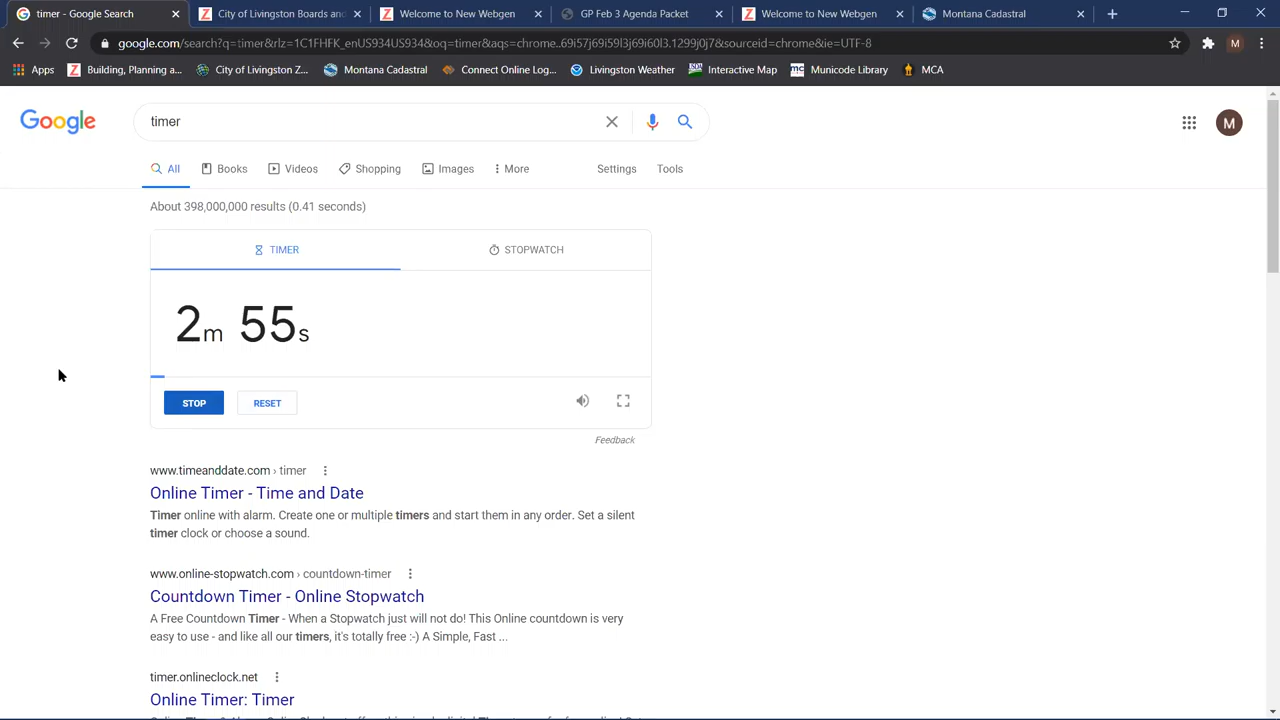 timer - Google Search
City of Livingston Boards and
Welcome to Newbgen
GP Feb 3 Agenda Packet
Welcome to Newbgen
Montana Cadastral
google.com/search?q=timer&rlz=1C1FHFK_enUS934US934&oq=timer&aqs=chrome..69i57j69i59l3j69i60l3.1299j0j7&sourceid=chrome&ie=UTF-8
M
Apps
Building, Planning a...
City of Livingston Z...
Montana Cadastral
Connect Online Log...
Livingston Weather
Interactive Map
Municode Library
MCA
Google
timer
M
All
Books
Videos
Shopping
Images
More
Settings
Tools
About 398,000,000 results (0.41 seconds)
TIMER
STOPWATCH
2m 55s
STOP
RESET
Feedback
www.timeanddate.com › timer
Online Timer - Time and Date
Timer online with alarm. Create one or multiple timers and start them in any order. Set a silent
timer clock or choose a sound.
www.online-stopwatch.com › countdown-timer
Countdown Timer - Online Stopwatch
A Free Countdown Timer - When a Stopwatch just will not do! This Online countdown is very
easy to use - and like all our timers, it's totally free :-) A Simple, Fast ...
timer.onlineclock.net
Online Timer: Timer